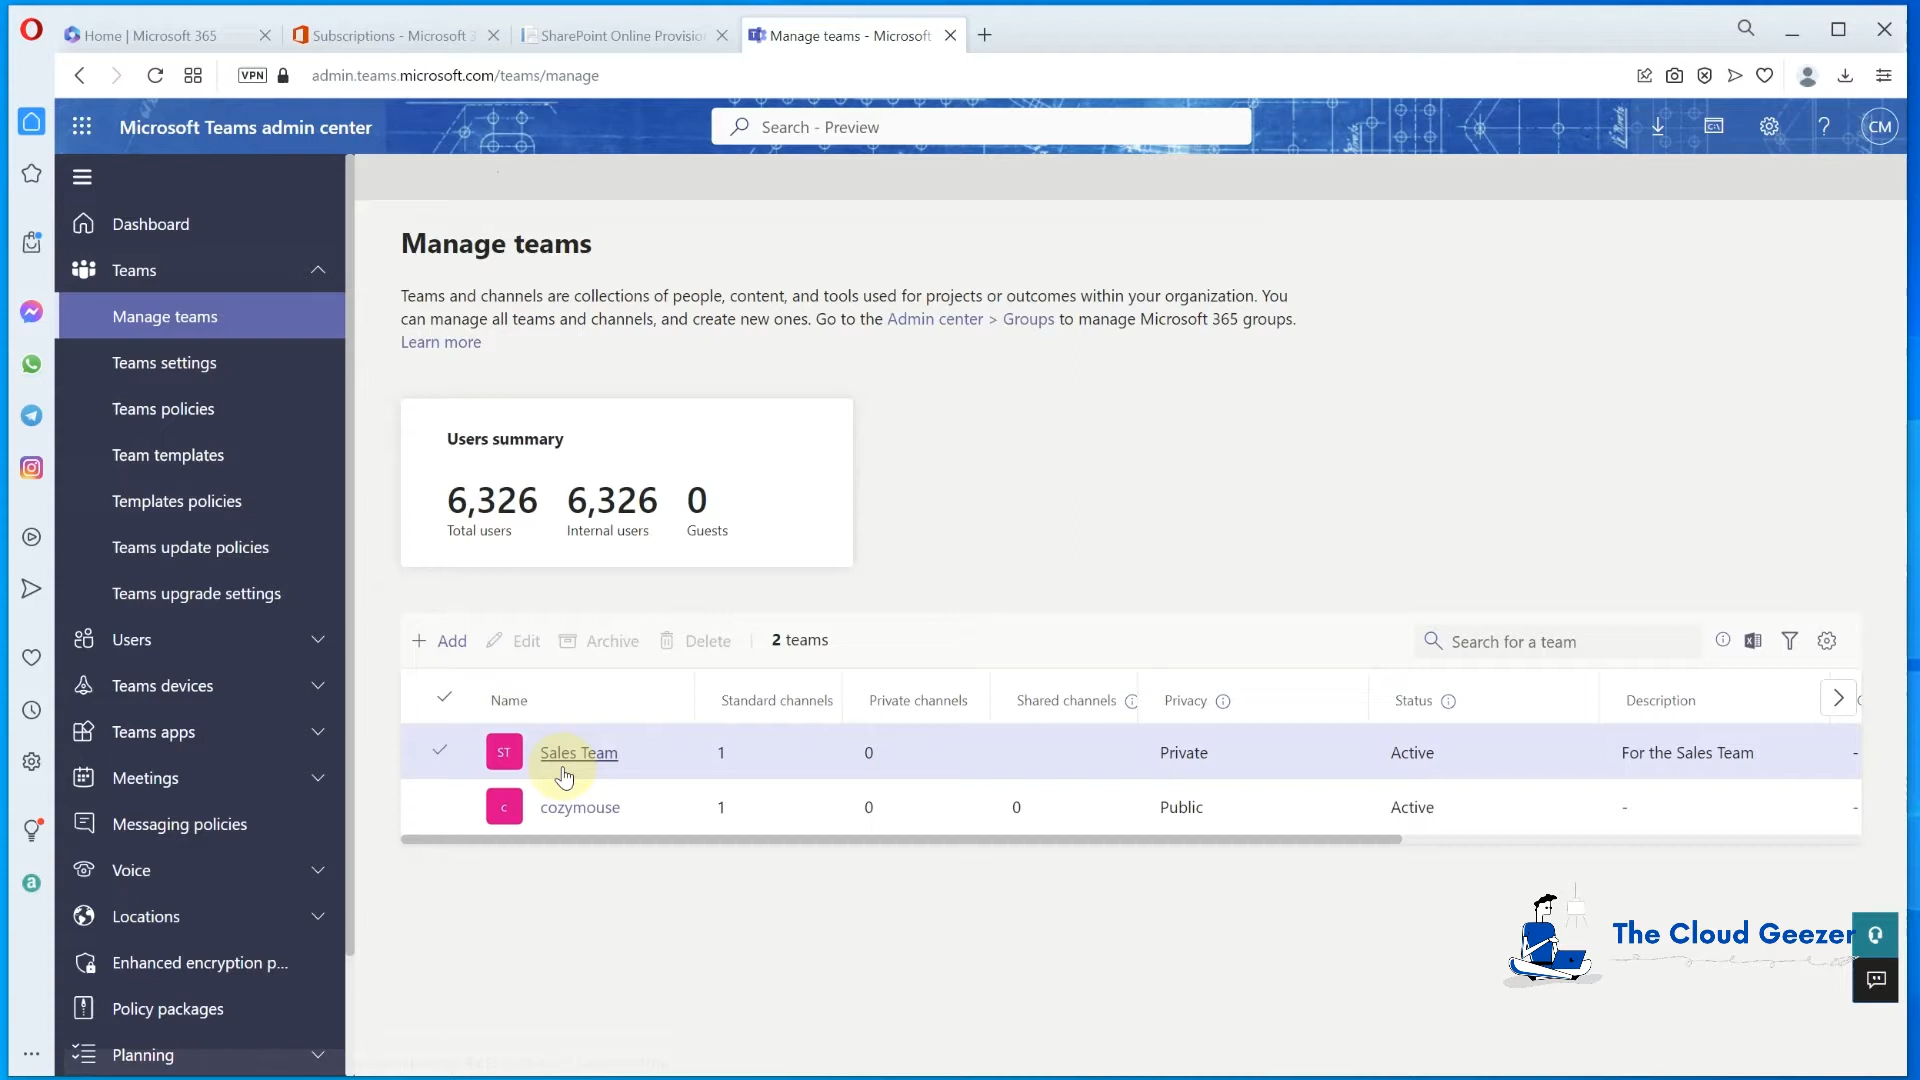 Home | Microsoft 365
Subscriptions - Microsoft 3
SharePoint Online Provisio
Manage teams - Microsoft
VPN
admin.teams.microsoft.com/teams/manage
Microsoft Teams admin center
Search - Preview
CM
Dashboard
Teams
Manage teams
Teams settings
Teams policies
Team templates
Templates policies
Teams update policies
Teams upgrade settings
Users
Teams devices
Teams apps
Meetings
Messaging policies
Voice
Locations
Enhanced encryption p...
Policy packages
Planning
Manage teams
Teams and channels are collections of people, content, and tools used for projects or outcomes within your organization. You
can manage all teams and channels, and create new ones. Go to the Admin center > Groups to manage Microsoft 365 groups.
Learn more
Users summary
6,326 6,326 0
Total users Internal users Guests
Add Edit Archive Delete 2 teams
Search for a team
Name Standard channels Private channels Shared channels Privacy Status Description
ST Sales Team 1 0 Private Active For the Sales Team -
c cozymouse 1 0 0 Public Active - -
The Cloud Geezer